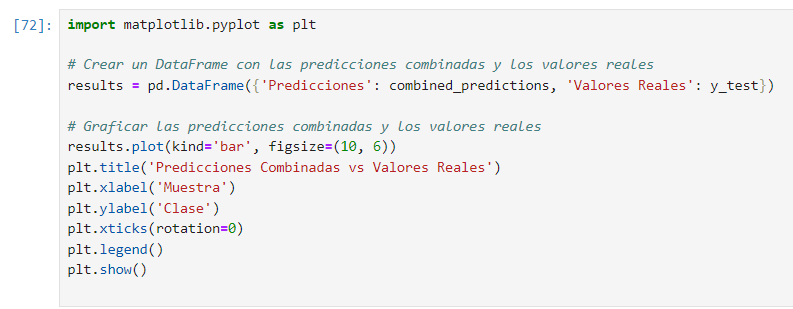 [72]: import matplotlib.pyplot as plt
# Crear un DataFrame con las predicciones combinadas y los valores reales
results = pd.DataFrame({'Predicciones': combined_predictions, 'Valores Reales': y_test})
# Graficar las predicciones combinadas y los valores reales
results.plot(kind='bar', figsize=(10, 6))
plt.title('Predicciones Combinadas vs Valores Reales')
plt.xlabel('Muestra')
plt.ylabel('Clase')
plt.xticks(rotation=0)
plt.legend()
plt.show()